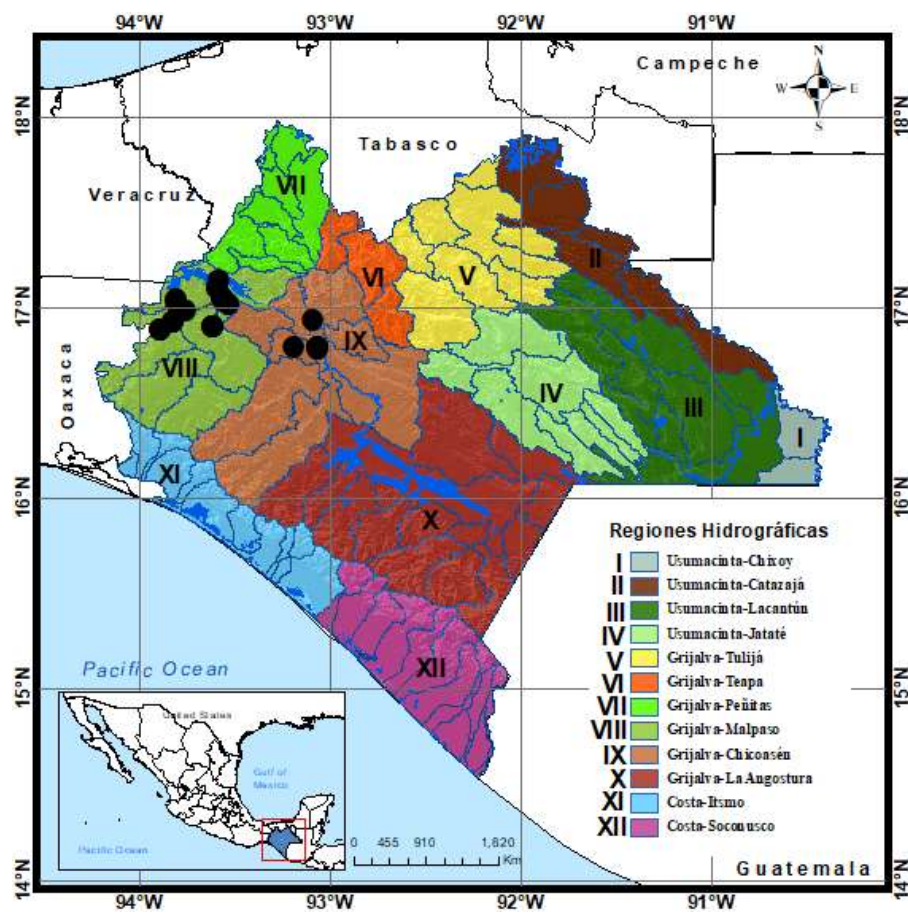 94°W 93°W 92°W 91°W
Campeche
N
W E
S
18°N 18°N
Tabasco
Veracruz
VII
II
VI V
17°N 17°N
IX
Oaxaca
VIII
IV
III
I
XI
16°N 16°N
X
Regiones Hidrográficas
I Usumacinta-Chixoy
II Usumacinta-Catazajá
III Usumacinta-Lacantún
IV Usumacinta-Jataté
V Grijalva-Tulijá
VI Grijalva-Teapa
VII Grijalva-Peñitas
VIII Grijalva-Malpaso
IX Grijalva-Chicoasén
X Grijalva-La Angostura
XI Costa-Itsmo
XII Costa-Soconusco
XII
Pacific Ocean
15°N 15°N
United States
Gulf of
Mexico
Pacific Ocean
0 455 910 1,820
Km
Guatemala
14°N 14°N
94°W 93°W 92°W 91°W